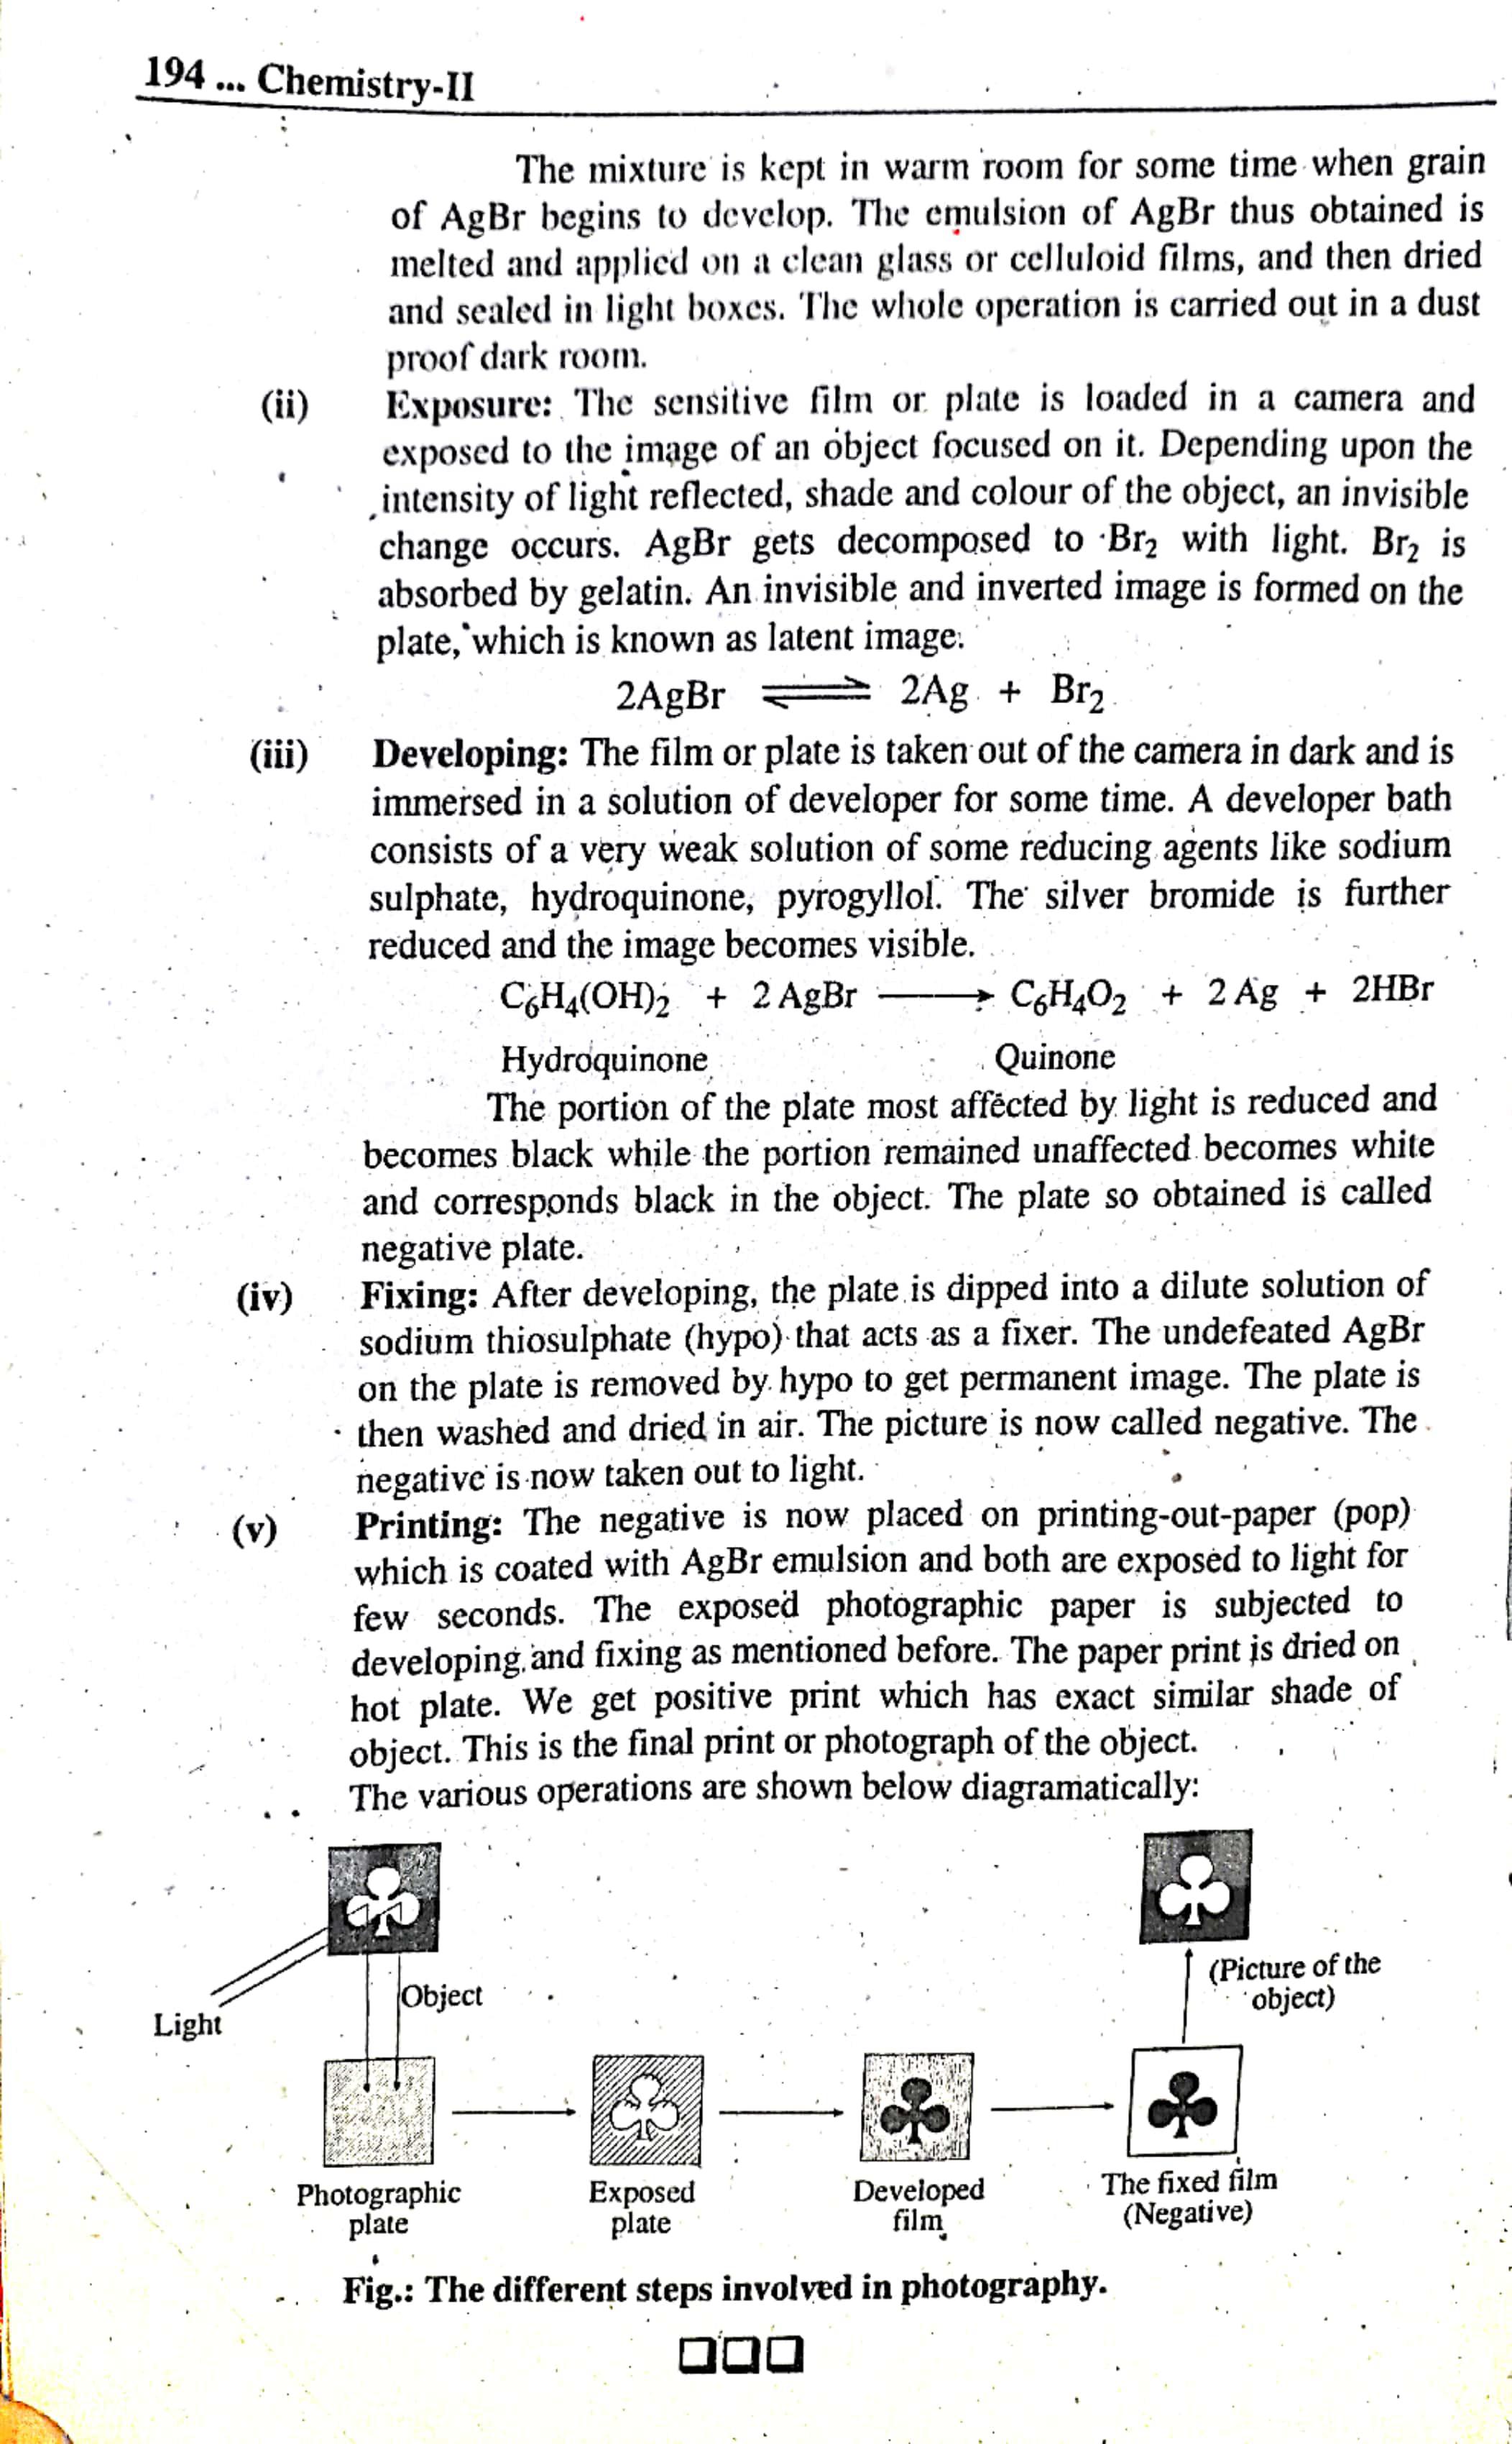 194 ... Chemistry-II
The mixture is kept in warm room for some time when grain
of AgBr begins to develop. The emulsion of AgBr thus obtained is
melted and applied on a clean glass or celluloid films, and then dried
and sealed in light boxes. The whole operation is carried out in a dust
proof dark room.
(ii) Exposure: The sensitive film or plate is loaded in a camera and
exposed to the image of an object focused on it. Depending upon the
intensity of light reflected, shade and colour of the object, an invisible
change occurs. AgBr gets decomposed to Br₂ with light. Br₂ is
absorbed by gelatin. An invisible and inverted image is formed on the
plate, which is known as latent image.
2AgBr ⇌ 2Ag + Br₂
(iii) Developing: The film or plate is taken out of the camera in dark and is
immersed in a solution of developer for some time. A developer bath
consists of a very weak solution of some reducing agents like sodium
sulphate, hydroquinone, pyrogyllol. The silver bromide is further
reduced and the image becomes visible.
C₆H₄(OH)₂ + 2 AgBr ⟶ C₆H₄O₂ + 2 Ag + 2HBr
Hydroquinone Quinone
The portion of the plate most affected by light is reduced and
becomes black while the portion remained unaffected becomes white
and corresponds black in the object. The plate so obtained is called
negative plate.
(iv) Fixing: After developing, the plate is dipped into a dilute solution of
sodium thiosulphate (hypo) that acts as a fixer. The undefeated AgBr
on the plate is removed by hypo to get permanent image. The plate is
then washed and dried in air. The picture is now called negative. The
negative is now taken out to light.
(v) Printing: The negative is now placed on printing-out-paper (pop)
which is coated with AgBr emulsion and both are exposed to light for
few seconds. The exposed photographic paper is subjected to
developing and fixing as mentioned before. The paper print is dried on
hot plate. We get positive print which has exact similar shade of
object. This is the final print or photograph of the object.
The various operations are shown below diagramatically:
Light
Object
(Picture of the
object)
Photographic
plate
Exposed
plate
Developed
film
The fixed film
(Negative)
Fig.: The different steps involved in photography.